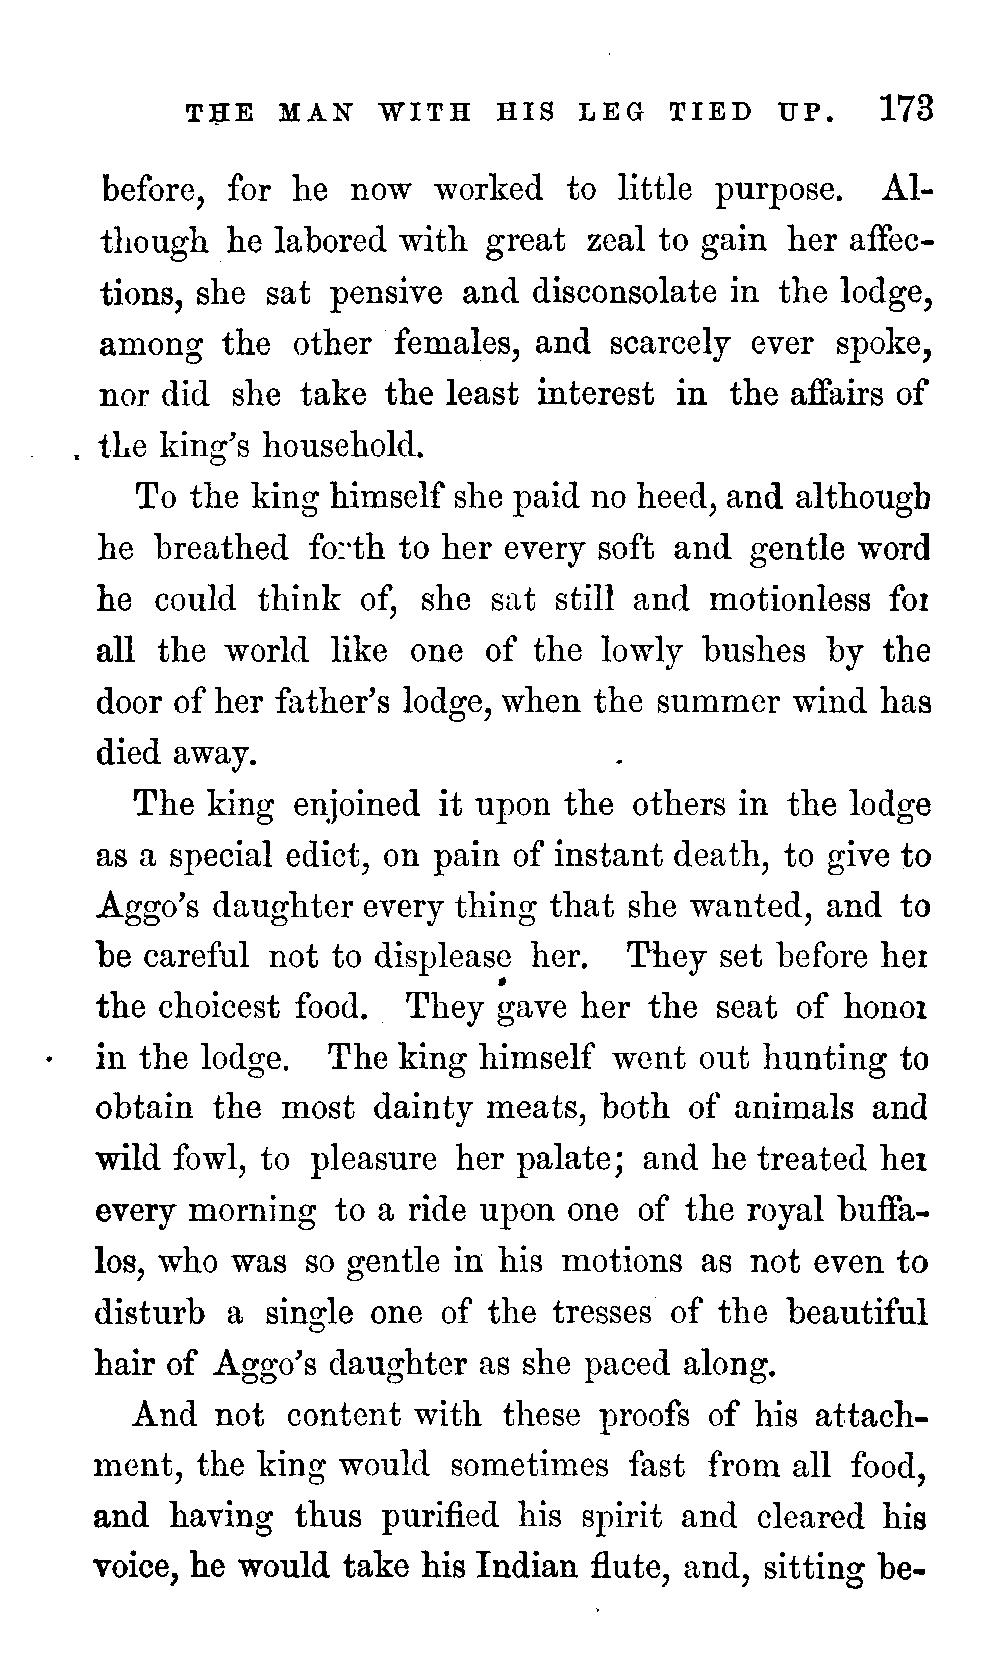 THE MAN WITH HIS LEG TIED UP. 173
before, for he now worked to little purpose. Al-
though he labored with great zeal to gain her affec-
tions, she sat pensive and disconsolate in the lodge,
among the other females, and scarcely ever spoke,
nor did she take the least interest in the affairs of
the king's household.
To the king himself she paid no heed, and although
he breathed forth to her every soft and gentle word
he could think of, she sat still and motionless for
all the world like one of the lowly bushes by the
door of her father's lodge, when the summer wind has
died away.
The king enjoined it upon the others in the lodge
as a special edict, on pain of instant death, to give to
Aggo's daughter every thing that she wanted, and to
be careful not to displease her. They set before her
the choicest food. They gave her the seat of honor
in the lodge. The king himself went out hunting to
obtain the most dainty meats, both of animals and
wild fowl, to pleasure her palate; and he treated her
every morning to a ride upon one of the royal buffa-
los, who was so gentle in his motions as not even to
disturb a single one of the tresses of the beautiful
hair of Aggo's daughter as she paced along.
And not content with these proofs of his attach-
ment, the king would sometimes fast from all food,
and having thus purified his spirit and cleared his
voice, he would take his Indian flute, and, sitting be-